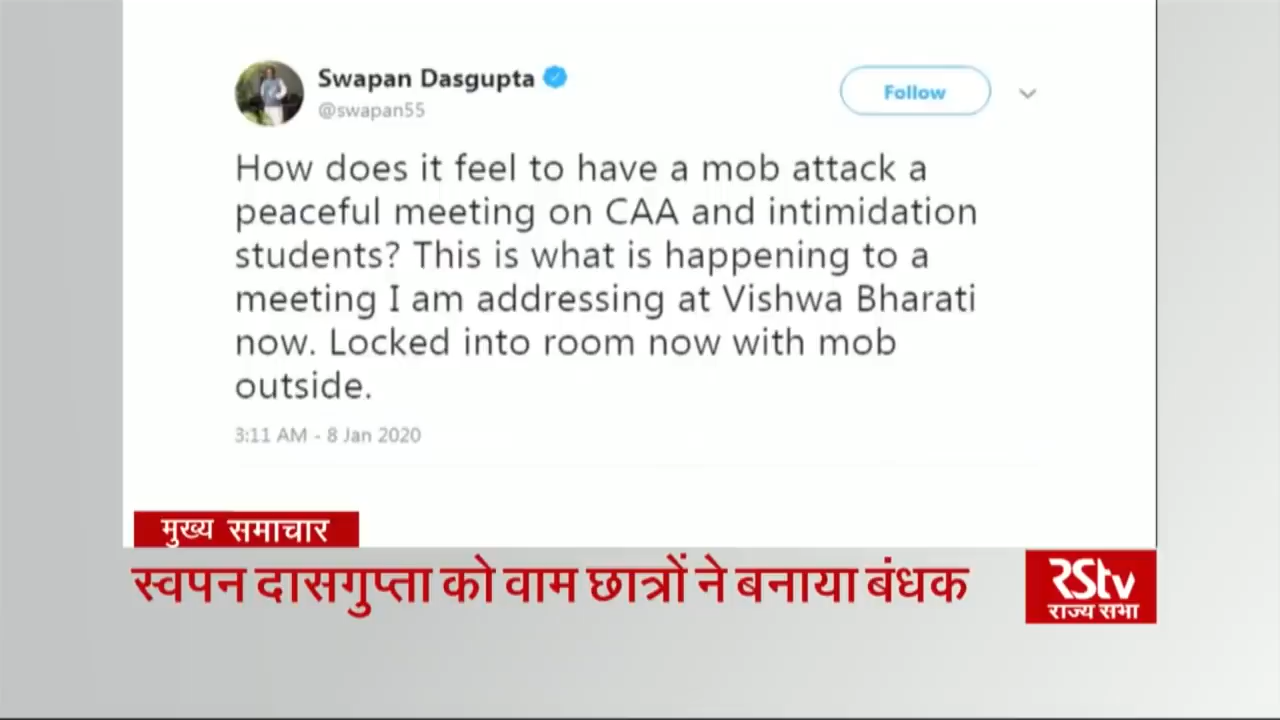 Swapan Dasgupta
@swapan55
Follow
How does it feel to have a mob attack a
peaceful meeting on CAA and intimidation
students? This is what is happening to a
meeting I am addressing at Vishwa Bharati
now. Locked into room now with mob
outside.
3:11 AM - 8 Jan 2020
मुख्य समाचार
स्वपन दासगुप्ता को वाम छात्रों ने बनाया बंधक
RStv
राज्य सभा